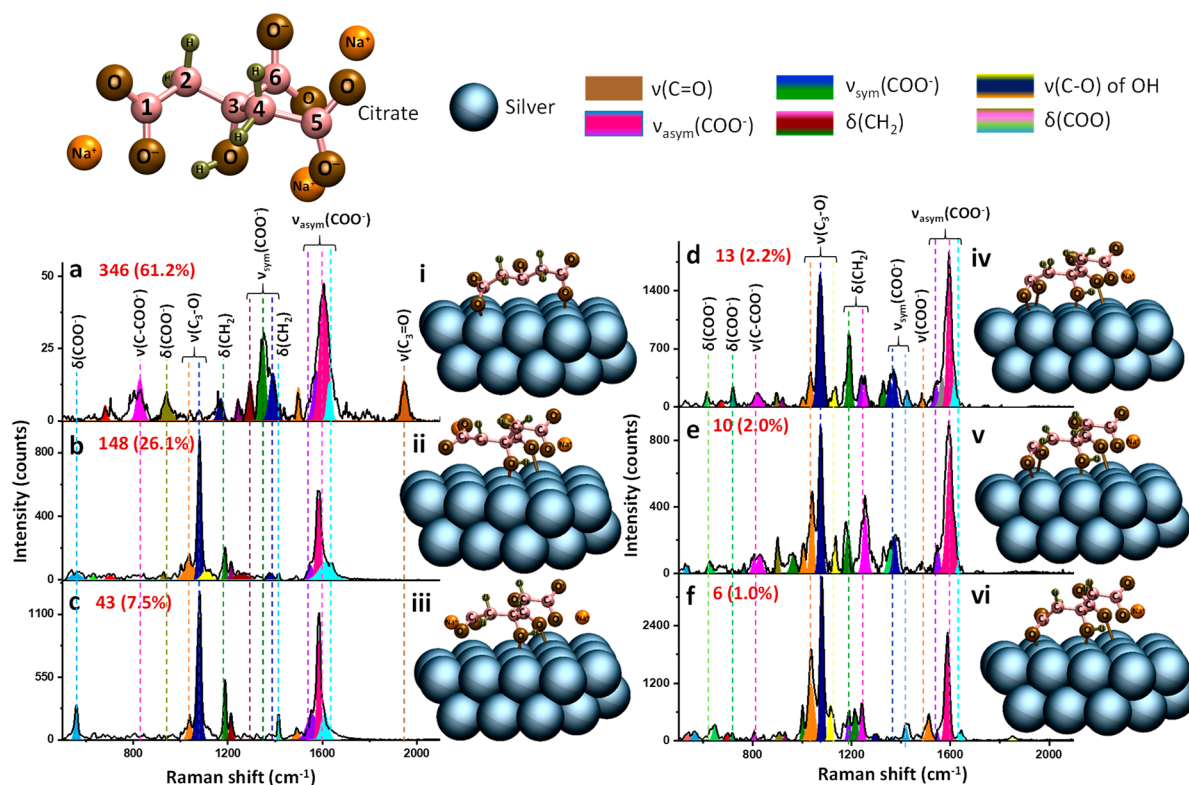 O
H
O⁻
Na⁺
H
2
H
6
O
1
3
4
O
5
O⁻
H
O
O⁻
Na⁺
H
Na⁺
Citrate
Silver
ν(C=O)
νsym(COO⁻)
ν(C-O) of OH
νasym(COO⁻)
δ(CH₂)
δ(COO)
a
346 (61.2%)
δ(COO⁻)
ν(C-COO⁻)
δ(COO⁻)
ν(C₃-O)
δ(CH₂)
νsym(COO⁻)
δ(CH₂)
νasym(COO⁻)
ν(C₃=O)
i
50
25
0
b
148 (26.1%)
ii
800
400
0
c
43 (7.5%)
iii
1100
550
0
Intensity (counts)
800
1200
1600
2000
Raman shift (cm⁻¹)
d
13 (2.2%)
δ(COO⁻)
δ(COO⁻)
ν(C-COO⁻)
ν(C₃-O)
δ(CH₂)
νsym(COO⁻)
ν(COO⁻)
νasym(COO⁻)
iv
1400
700
0
e
10 (2.0%)
v
800
400
0
f
6 (1.0%)
vi
2400
1200
0
Intensity (counts)
800
1200
1600
2000
Raman shift (cm⁻¹)